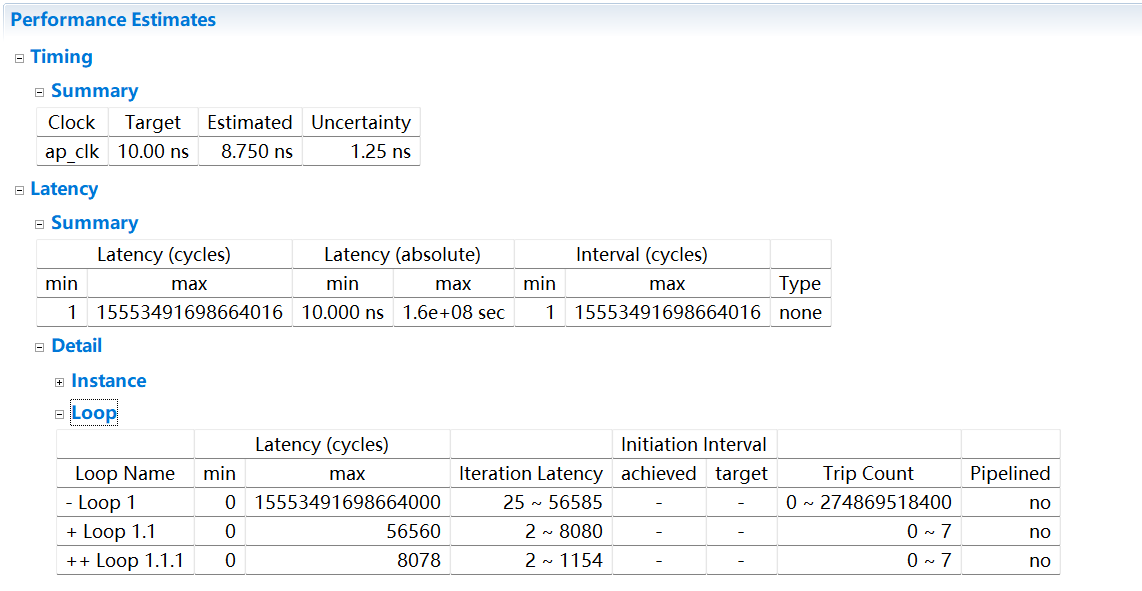 Performance Estimates
Timing
Summary
Clock Target Estimated Uncertainty
ap_clk 10.00 ns 8.750 ns 1.25 ns
Latency
Summary
Latency (cycles) Latency (absolute) Interval (cycles)
min max min max min max Type
1 15553491698664016 10.000 ns 1.6e+08 sec 1 15553491698664016 none
Detail
Instance
Loop
Latency (cycles) Initiation Interval
Loop Name min max Iteration Latency achieved target Trip Count Pipelined
- Loop 1 0 15553491698664000 25 ~ 56585 - - 0 ~ 274869518400 no
+ Loop 1.1 0 56560 2 ~ 8080 - - 0 ~ 7 no
++ Loop 1.1.1 0 8078 2 ~ 1154 - - 0 ~ 7 no